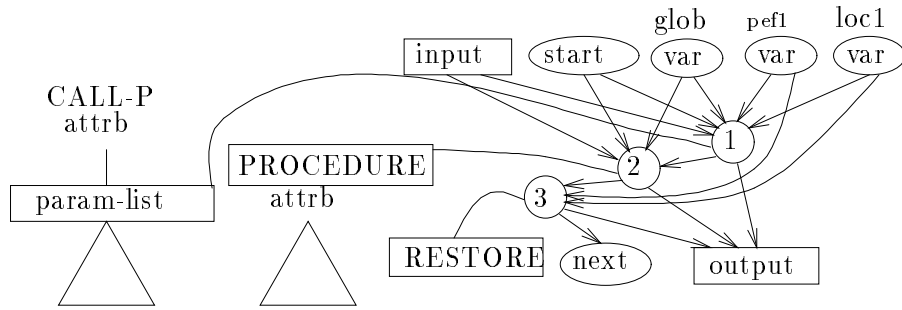 glob
pef1
loc1
input
start
var
var
var
CALL-P
attrb
1
PROCEDURE
2
attrb
param-list
3
RESTORE
next
output